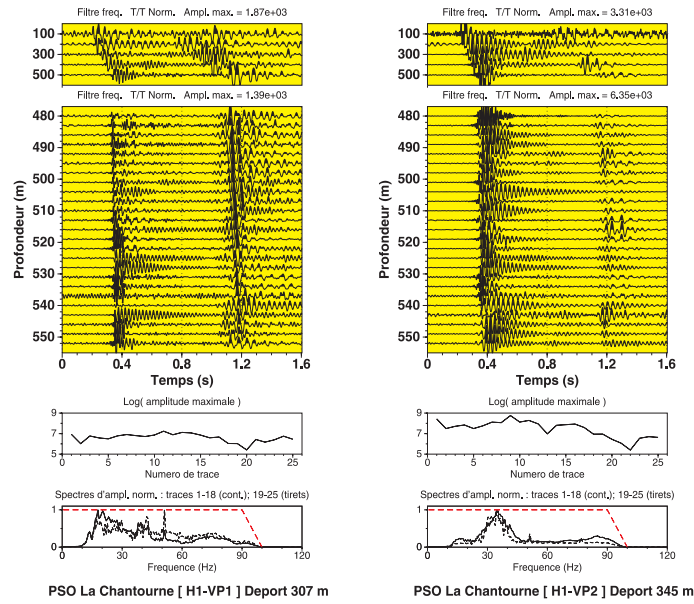 Filtre freq. T/T Norm. Ampl. max. = 1.87e+03
100
300
500
Filtre freq. T/T Norm. Ampl. max. = 1.39e+03
Profondeur (m)
480
490
500
510
520
530
540
550
0 0.4 0.8 1.2 1.6
Temps (s)
Log( amplitude maximale )
9
7
5
0 5 10 15 20 25
Numero de trace
Spectres d'ampl. norm. : traces 1-18 (cont.); 19-25 (tirets)
1
0
0 30 60 90 120
Frequence (Hz)
PSO La Chantourne [ H1-VP1 ] Deport 307 m
Filtre freq. T/T Norm. Ampl. max. = 3.31e+03
100
300
500
Filtre freq. T/T Norm. Ampl. max. = 6.35e+03
Profondeur (m)
480
490
500
510
520
530
540
550
0 0.4 0.8 1.2 1.6
Temps (s)
Log( amplitude maximale )
9
7
5
0 5 10 15 20 25
Numero de trace
Spectres d'ampl. norm. : traces 1-18 (cont.); 19-25 (tirets)
1
0
0 30 60 90 120
Frequence (Hz)
PSO La Chantourne [ H1-VP2 ] Deport 345 m